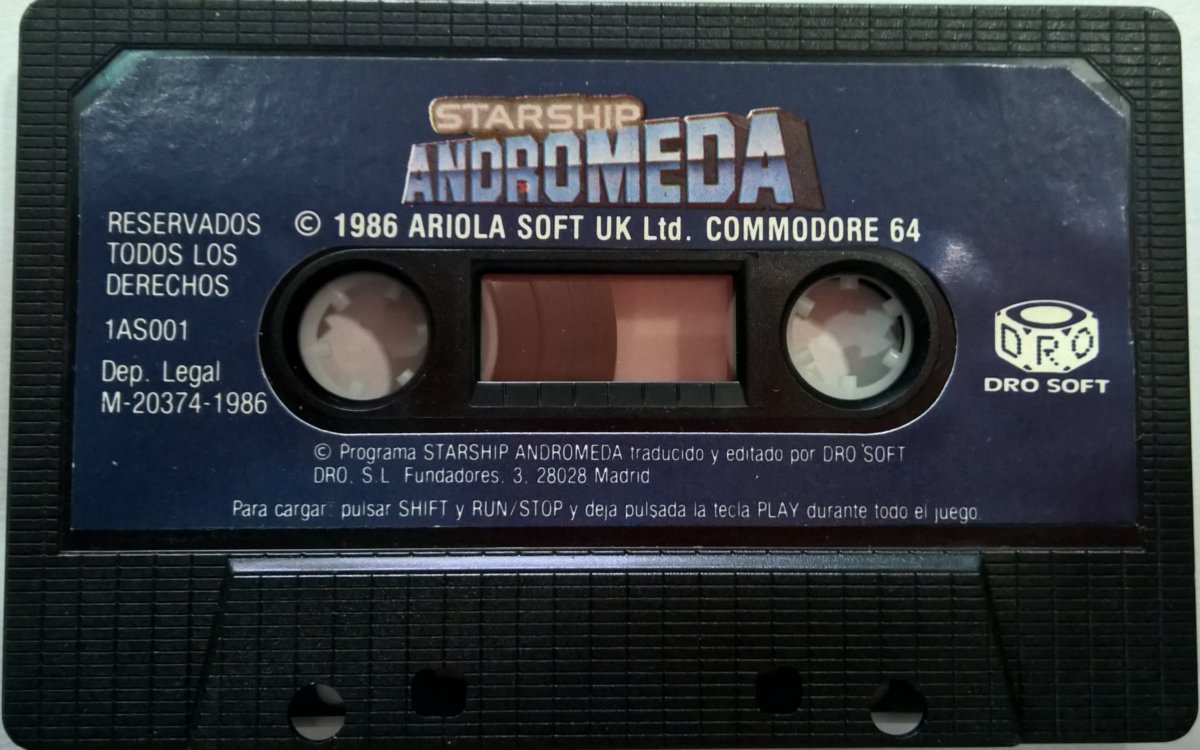 STARSHIP
ANDROMEDA
© 1986 ARIOLA SOFT UK Ltd. COMMODORE 64
RESERVADOS
TODOS LOS
DERECHOS
1AS001
Dep. Legal
M-20374-1986
DRO
DRO SOFT
© Programa STARSHIP ANDROMEDA traducido y editado por DRO SOFT
DRO. S.L Fundadores. 3. 28028 Madrid
Para cargar: pulsar SHIFT y RUN/STOP y deja pulsada la tecla PLAY durante todo el juego.